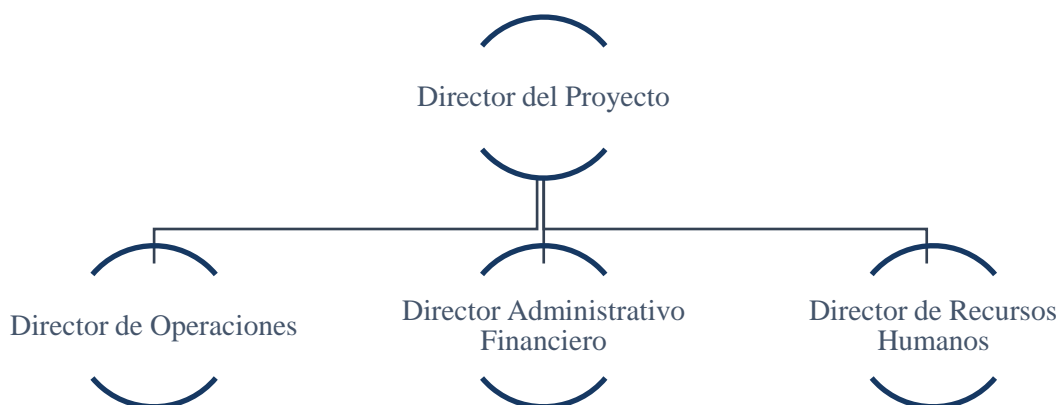 Director del Proyecto
Director de Operaciones
Director Administrativo
Financiero
Director de Recursos
Humanos